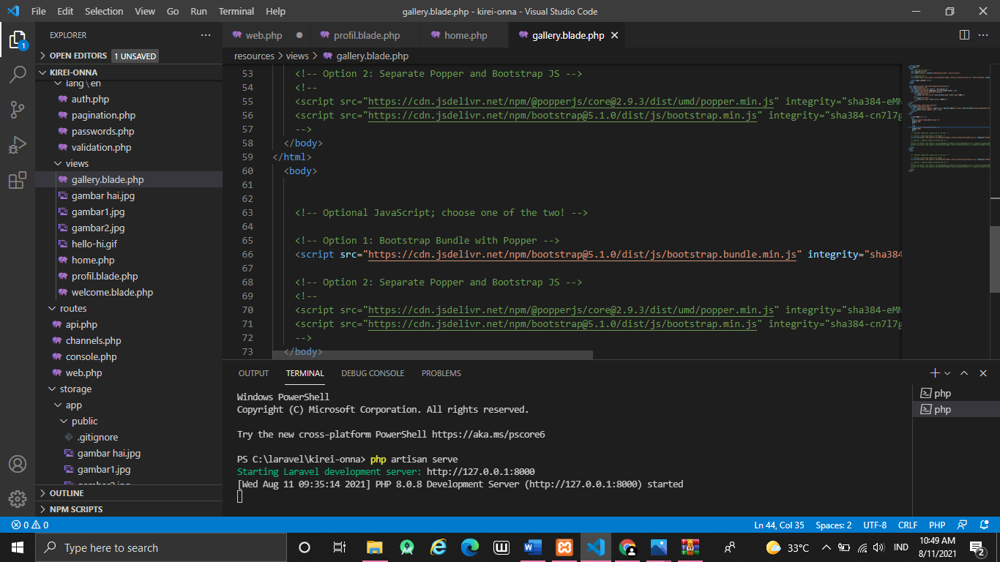 File Edit Selection View Go Run Terminal Help gallery.blade.php - kirei-onna - Visual Studio Code
EXPLORER
OPEN EDITORS 1 UNSAVED
KIREI-ONNA
lang \ en
auth.php
pagination.php
passwords.php
validation.php
views
gallery.blade.php
gambar hai.jpg
gambar1.jpg
gambar2.jpg
hello-hi.gif
home.php
profil.blade.php
welcome.blade.php
routes
api.php
channels.php
console.php
web.php
storage
app
public
.gitignore
gambar hai.jpg
gambar1.jpg
gambar2.jpg
OUTLINE
NPM SCRIPTS
1
web.php profil.blade.php home.php gallery.blade.php
resources > views > gallery.blade.php
53 <!-- Option 2: Separate Popper and Bootstrap JS -->
54 <!--
55 <script src="https://cdn.jsdelivr.net/npm/@popperjs/core@2.9.3/dist/umd/popper.min.js" integrity="sha384-eMN
56 <script src="https://cdn.jsdelivr.net/npm/bootstrap@5.1.0/dist/js/bootstrap.min.js" integrity="sha384-cn7l7g
57 -->
58 </body>
59 </html>
60 <body>
61
62
63 <!-- Optional JavaScript; choose one of the two! -->
64
65 <!-- Option 1: Bootstrap Bundle with Popper -->
66 <script src="https://cdn.jsdelivr.net/npm/bootstrap@5.1.0/dist/js/bootstrap.bundle.min.js" integrity="sha384
67
68 <!-- Option 2: Separate Popper and Bootstrap JS -->
69 <!--
70 <script src="https://cdn.jsdelivr.net/npm/@popperjs/core@2.9.3/dist/umd/popper.min.js" integrity="sha384-eMN
71 <script src="https://cdn.jsdelivr.net/npm/bootstrap@5.1.0/dist/js/bootstrap.min.js" integrity="sha384-cn7l7g
72 -->
73 </body>
OUTPUT TERMINAL DEBUG CONSOLE PROBLEMS
Windows PowerShell
Copyright (C) Microsoft Corporation. All rights reserved.
Try the new cross-platform PowerShell https://aka.ms/pscore6
PS C:\laravel\kirei-onna> php artisan serve
Starting Laravel development server: http://127.0.0.1:8000
[Wed Aug 11 09:35:14 2021] PHP 8.0.8 Development Server (http://127.0.0.1:8000) started
php
php
0 0 Ln 44, Col 35 Spaces: 2 UTF-8 CRLF PHP
Type here to search
33°C IND
10:49 AM
8/11/2021
2